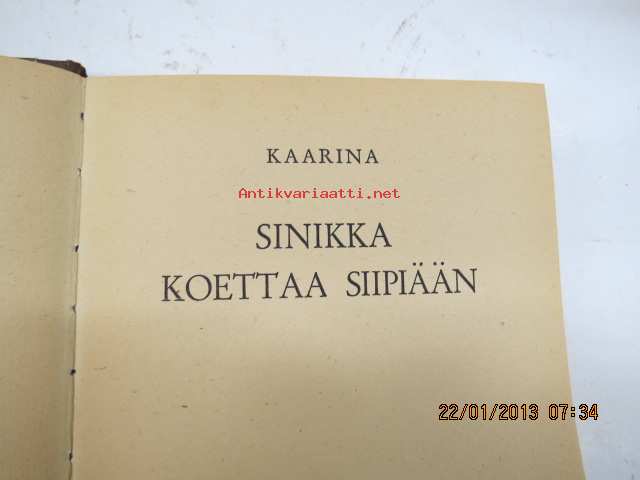 KAARINA
Antikvariaatti.net
SINIKKA
KOETTAA SIIPIÄÄN
22/01/2013 07:34